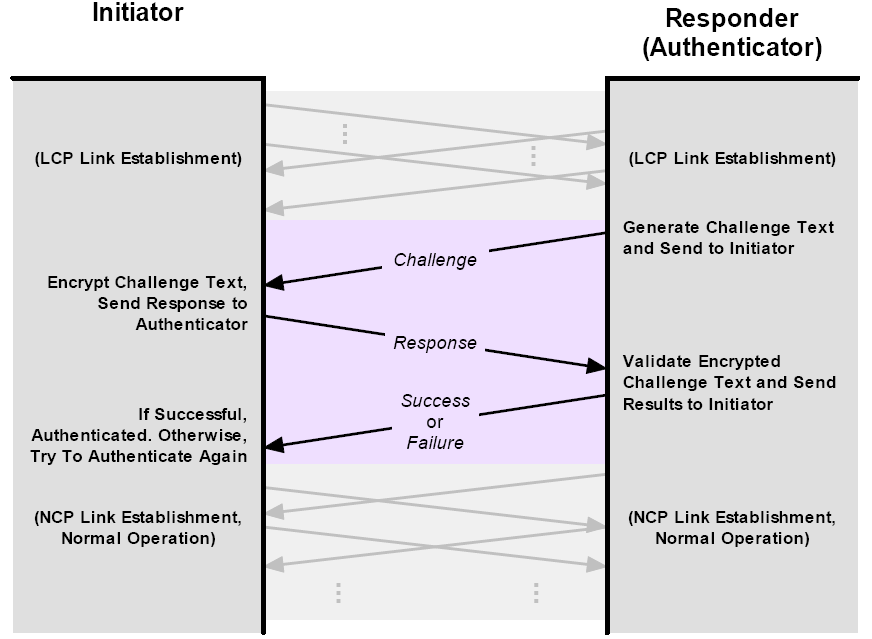 Initiator
Responder
(Authenticator)
(LCP Link Establishment)
(LCP Link Establishment)
Generate Challenge Text
and Send to Initiator
Challenge
Encrypt Challenge Text,
Send Response to
Authenticator
Response
Validate Encrypted
Challenge Text and Send
Results to Initiator
Success
or
Failure
If Successful,
Authenticated. Otherwise,
Try To Authenticate Again
(NCP Link Establishment,
Normal Operation)
(NCP Link Establishment,
Normal Operation)